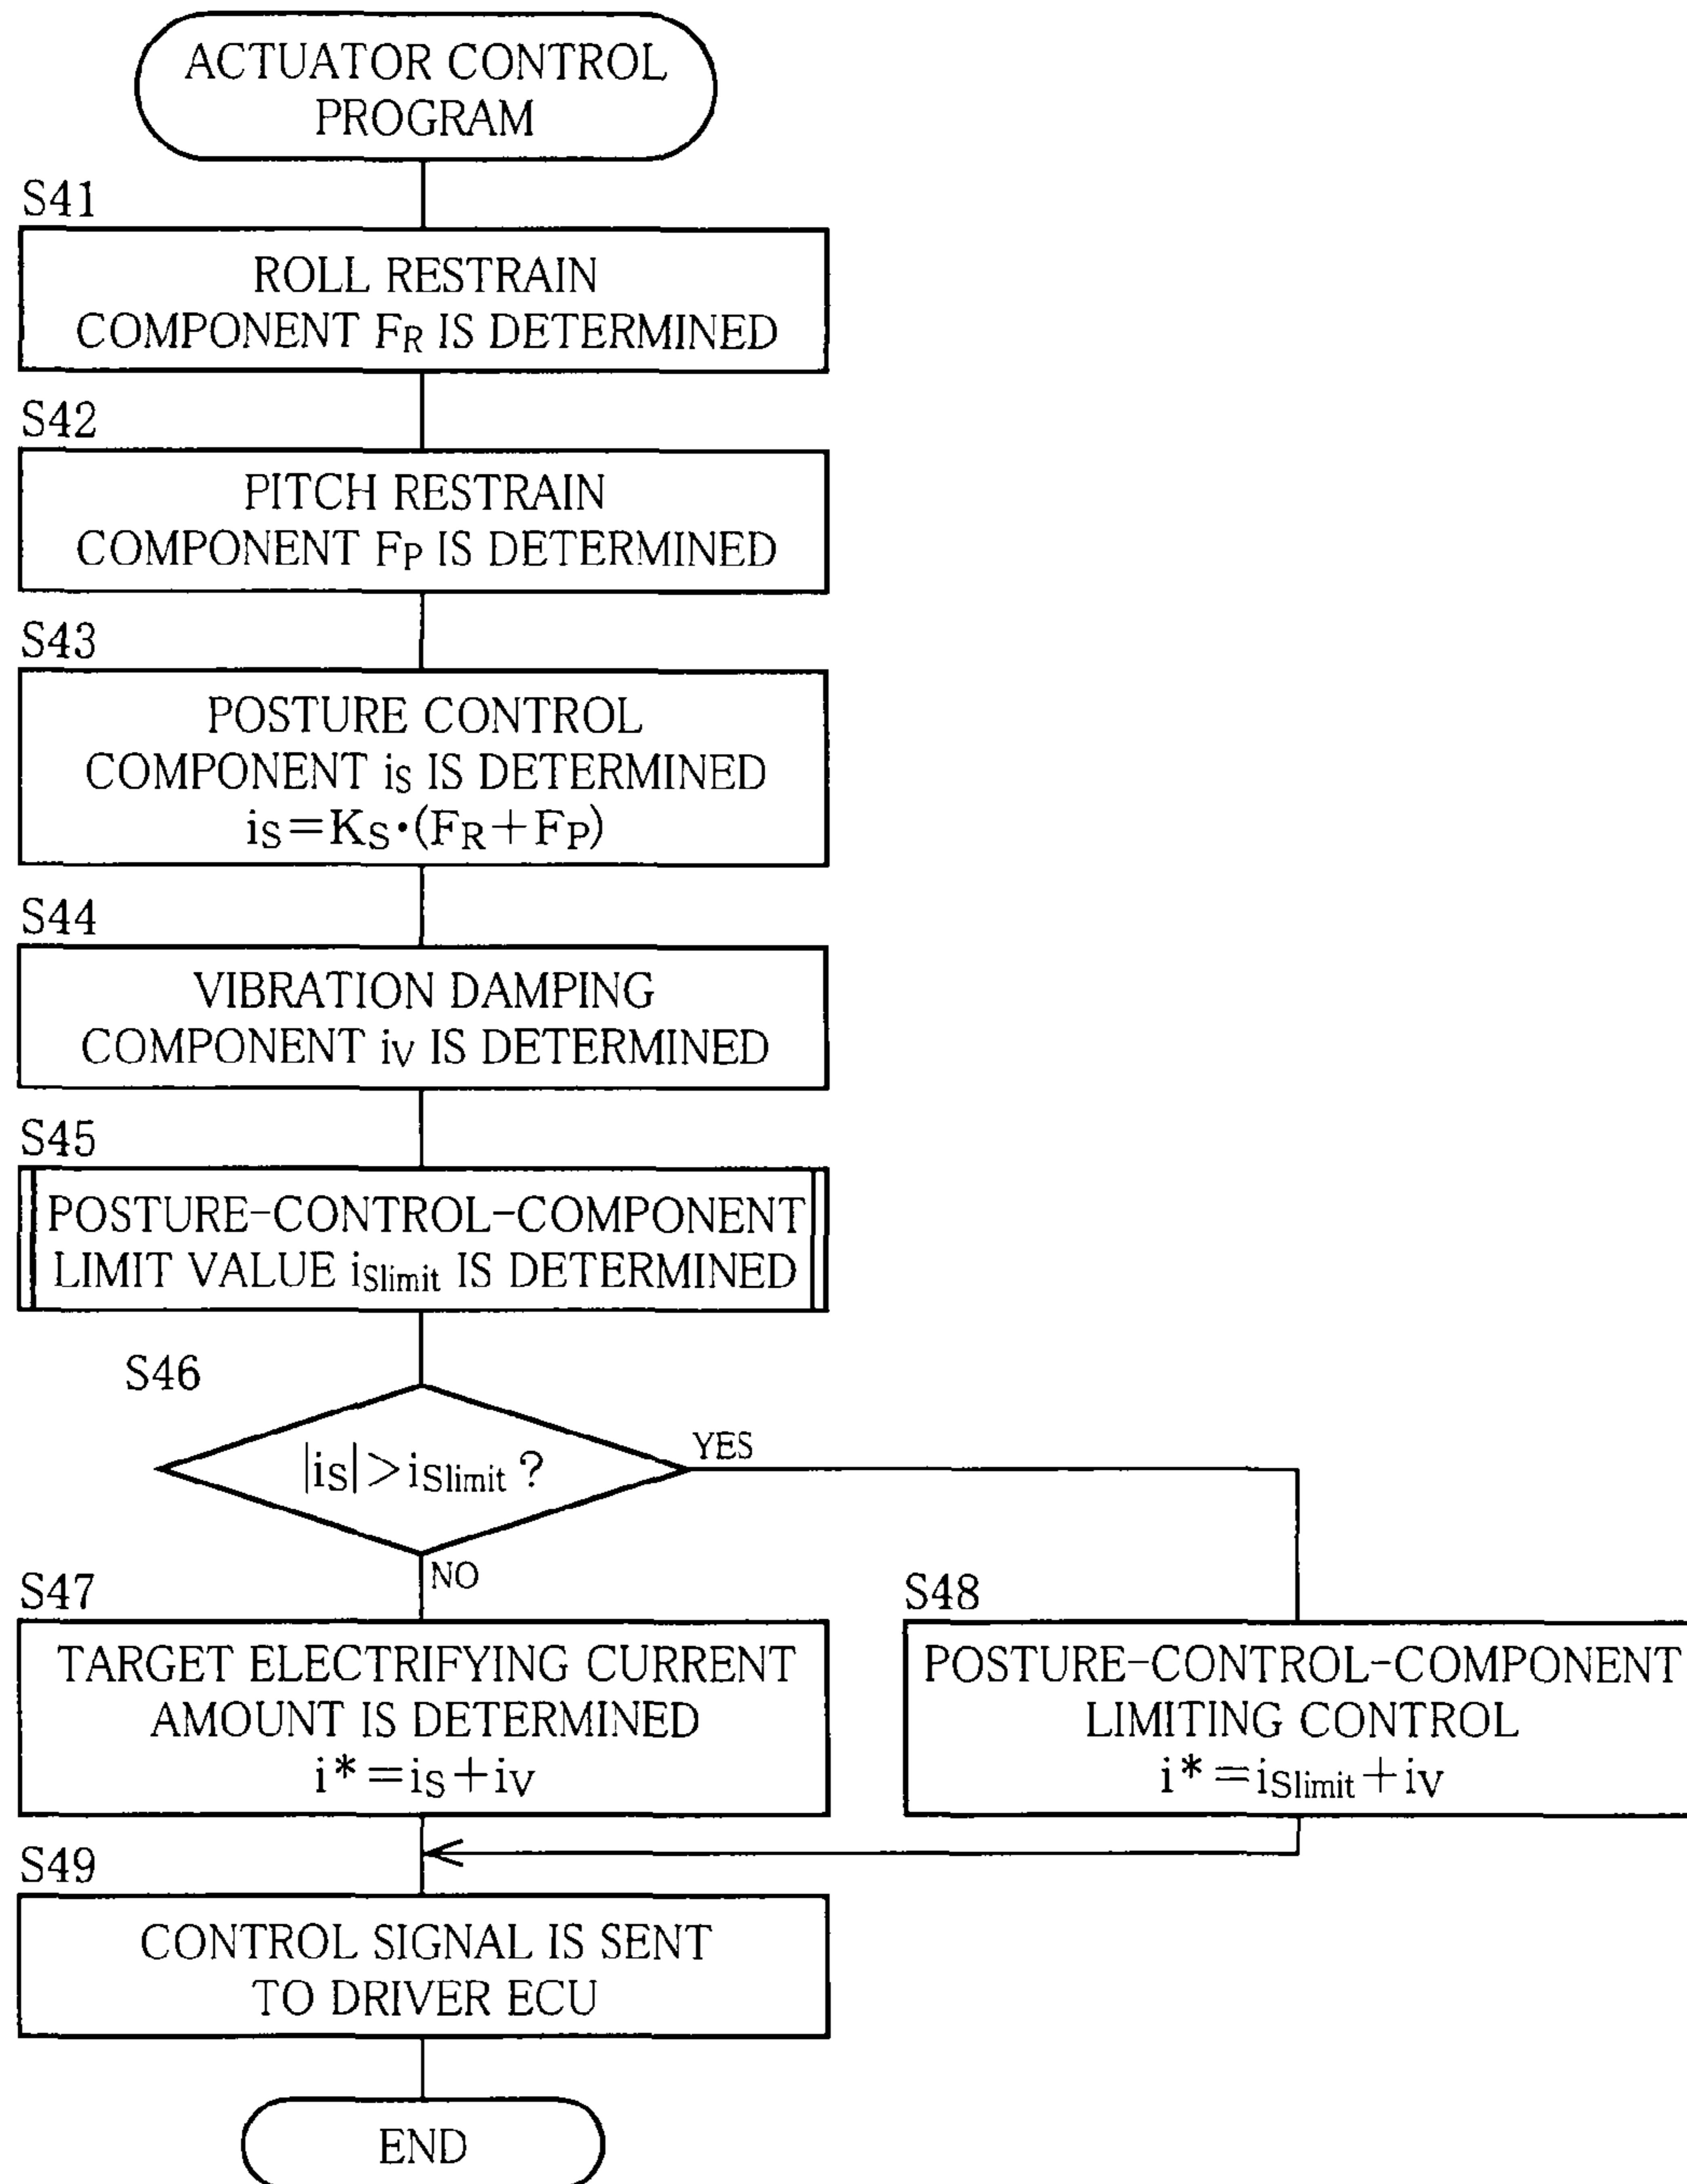 ACTUATOR CONTROL
PROGRAM
S41
ROLL RESTRAIN
COMPONENT FR IS DETERMINED
S42
PITCH RESTRAIN
COMPONENT FP IS DETERMINED
S43
POSTURE CONTROL
COMPONENT iS IS DETERMINED
iS=KS·(FR+FP)
S44
VIBRATION DAMPING
COMPONENT iV IS DETERMINED
S45
POSTURE-CONTROL-COMPONENT
LIMIT VALUE iSlimit IS DETERMINED
S46
|iS|>iSlimit ?
YES
NO
S47
TARGET ELECTRIFYING CURRENT
AMOUNT IS DETERMINED
i*=iS+iV
S48
POSTURE-CONTROL-COMPONENT
LIMITING CONTROL
i*=iSlimit+iV
S49
CONTROL SIGNAL IS SENT
TO DRIVER ECU
END